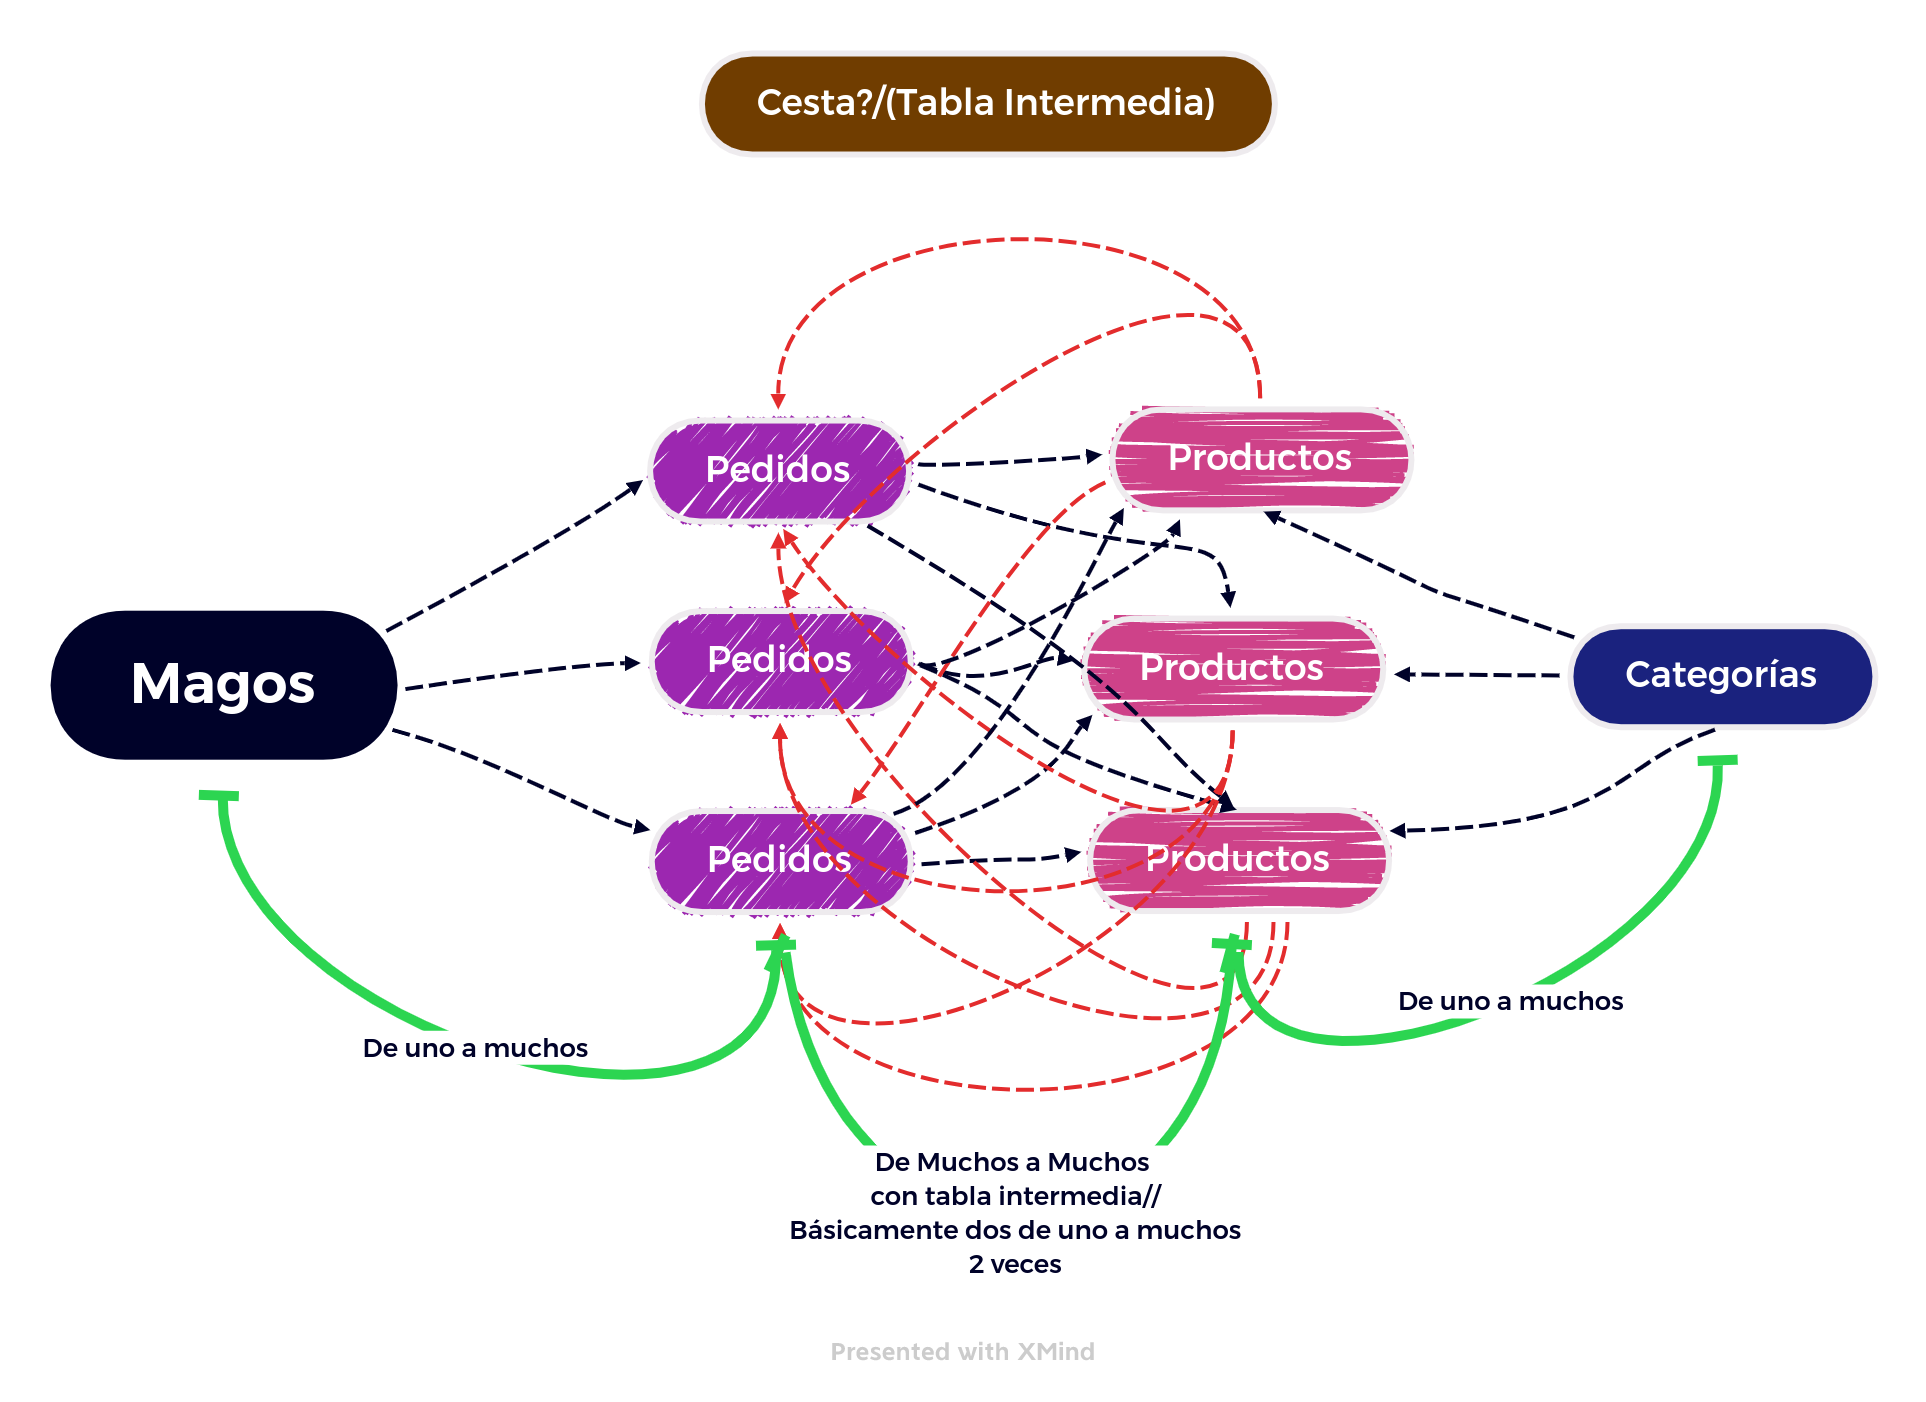 Cesta?/(Tabla Intermedia)
Pedidos
Productos
Magos
Pedidos
Productos
Categorías
Pedidos
Productos
De uno a muchos
De uno a muchos
De Muchos a Muchos
con tabla intermedia//
Básicamente dos de uno a muchos
2 veces
Presented with XMind